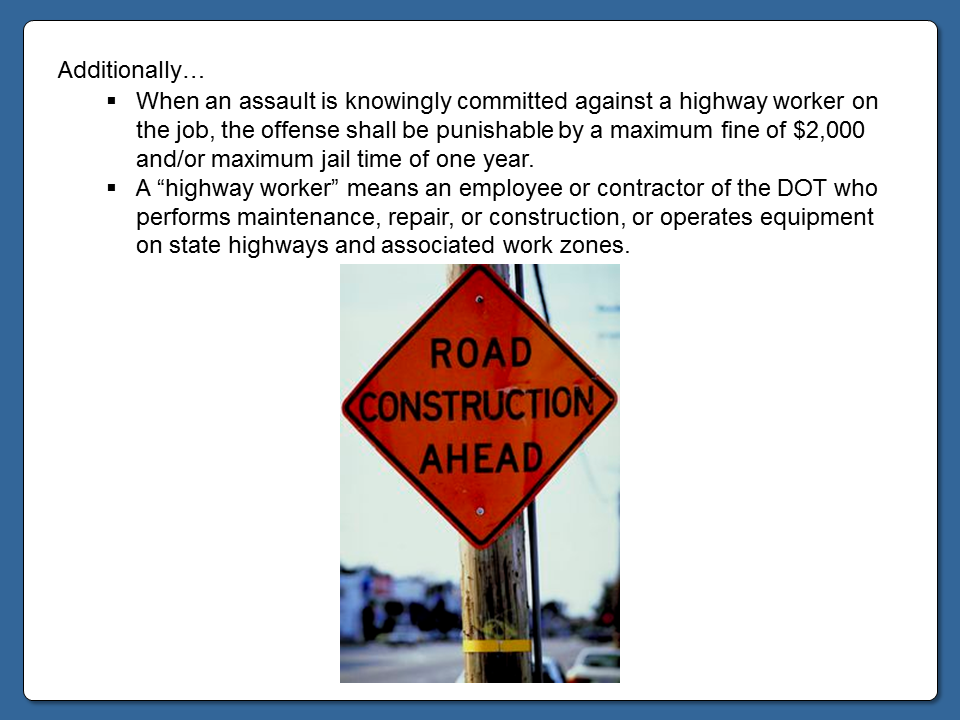 Additionally…
▪ When an assault is knowingly committed against a highway worker on
the job, the offense shall be punishable by a maximum fine of $2,000
and/or maximum jail time of one year.
▪ A “highway worker” means an employee or contractor of the DOT who
performs maintenance, repair, or construction, or operates equipment
on state highways and associated work zones.
ROAD
CONSTRUCTION
AHEAD